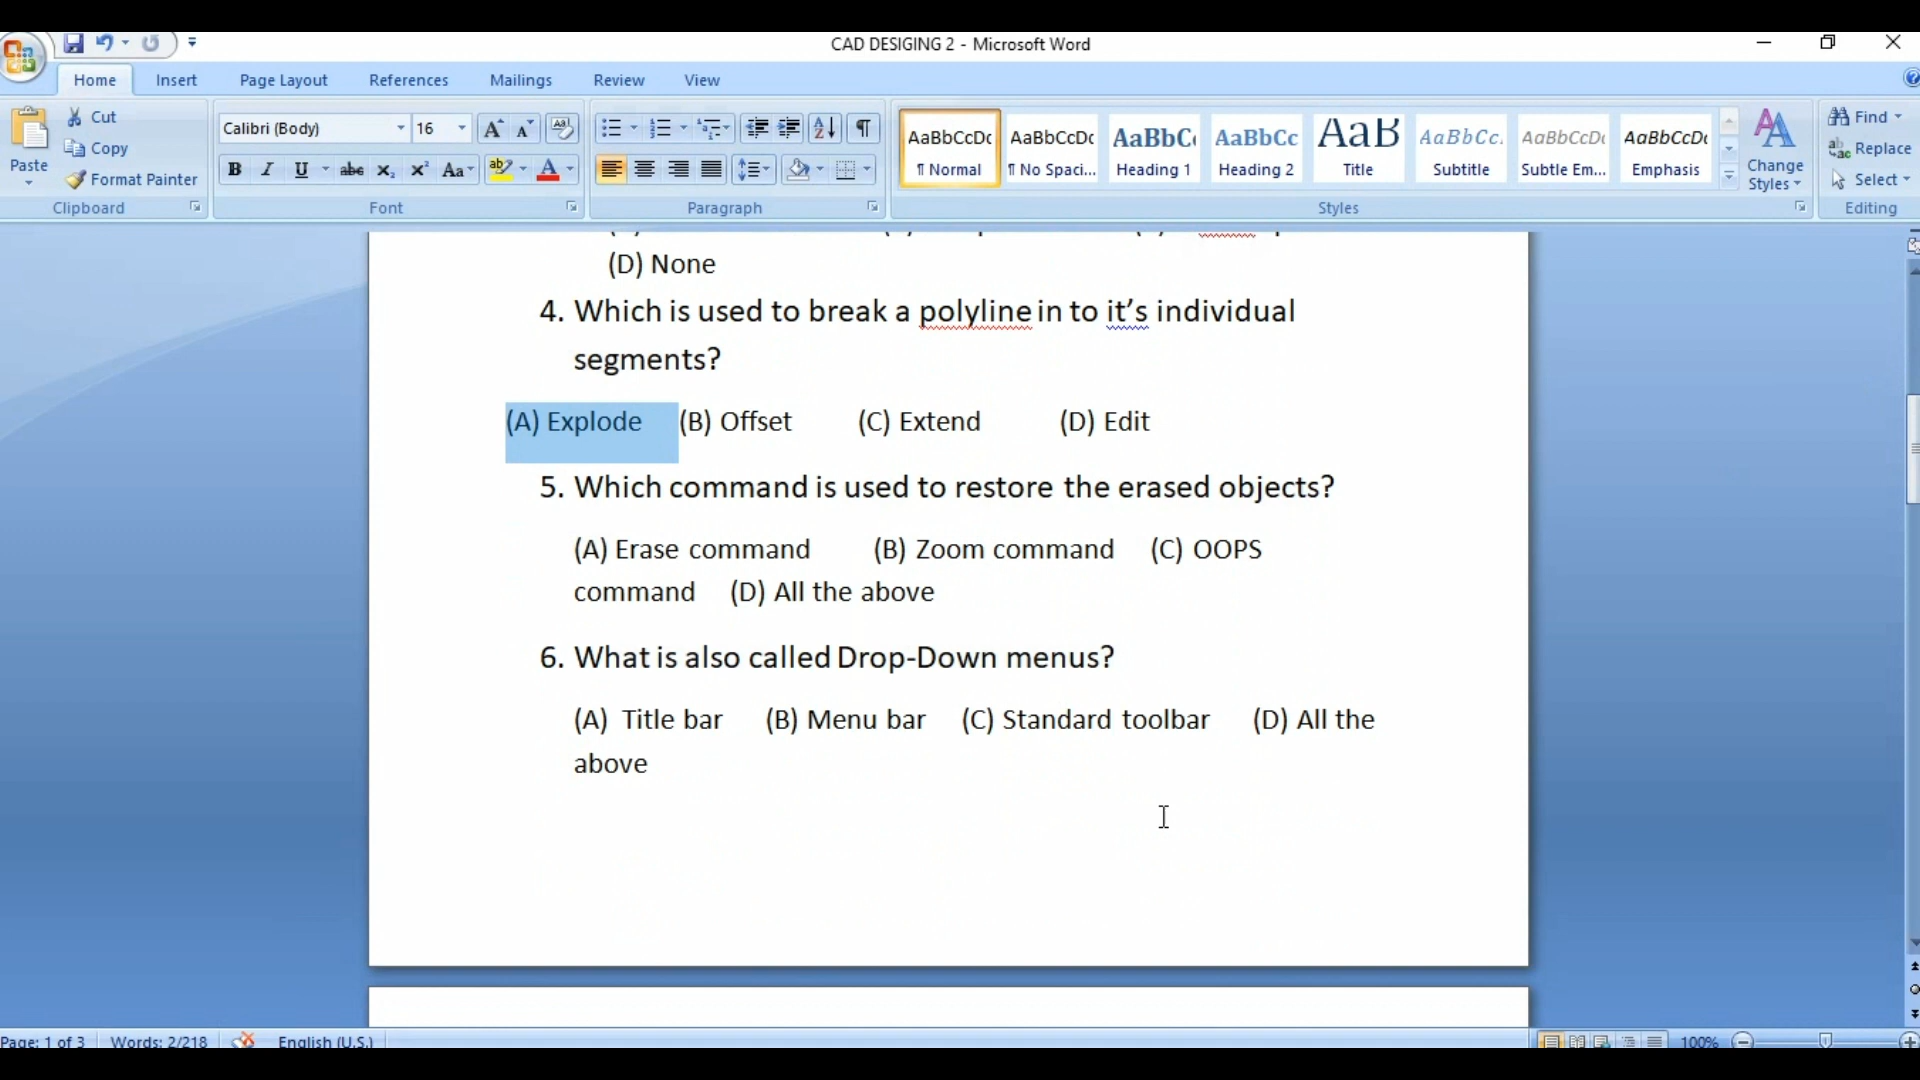 CAD DESIGING 2 - Microsoft Word
Home Insert Page Layout References Mailings Review View
Cut
Copy
Format Painter
Paste
Clipboard
Calibri (Body) 16
Font
Paragraph
AaBbCcDc AaBbCcDc AaBbC AaBbCc AaB AaBbCc. AaBbCcDc AaBbCcDc
¶ Normal ¶ No Spaci... Heading 1 Heading 2 Title Subtitle Subtle Em... Emphasis
Change
Styles
Styles
Find
Replace
Select
Editing
(D) None
4. Which is used to break a polyline in to it’s individual
segments?
(A) Explode (B) Offset (C) Extend (D) Edit
5. Which command is used to restore the erased objects?
(A) Erase command (B) Zoom command (C) OOPS
command (D) All the above
6. What is also called Drop-Down menus?
(A) Title bar (B) Menu bar (C) Standard toolbar (D) All the
above
Page: 1 of 3 Words: 2/218 English (U.S.) 100%